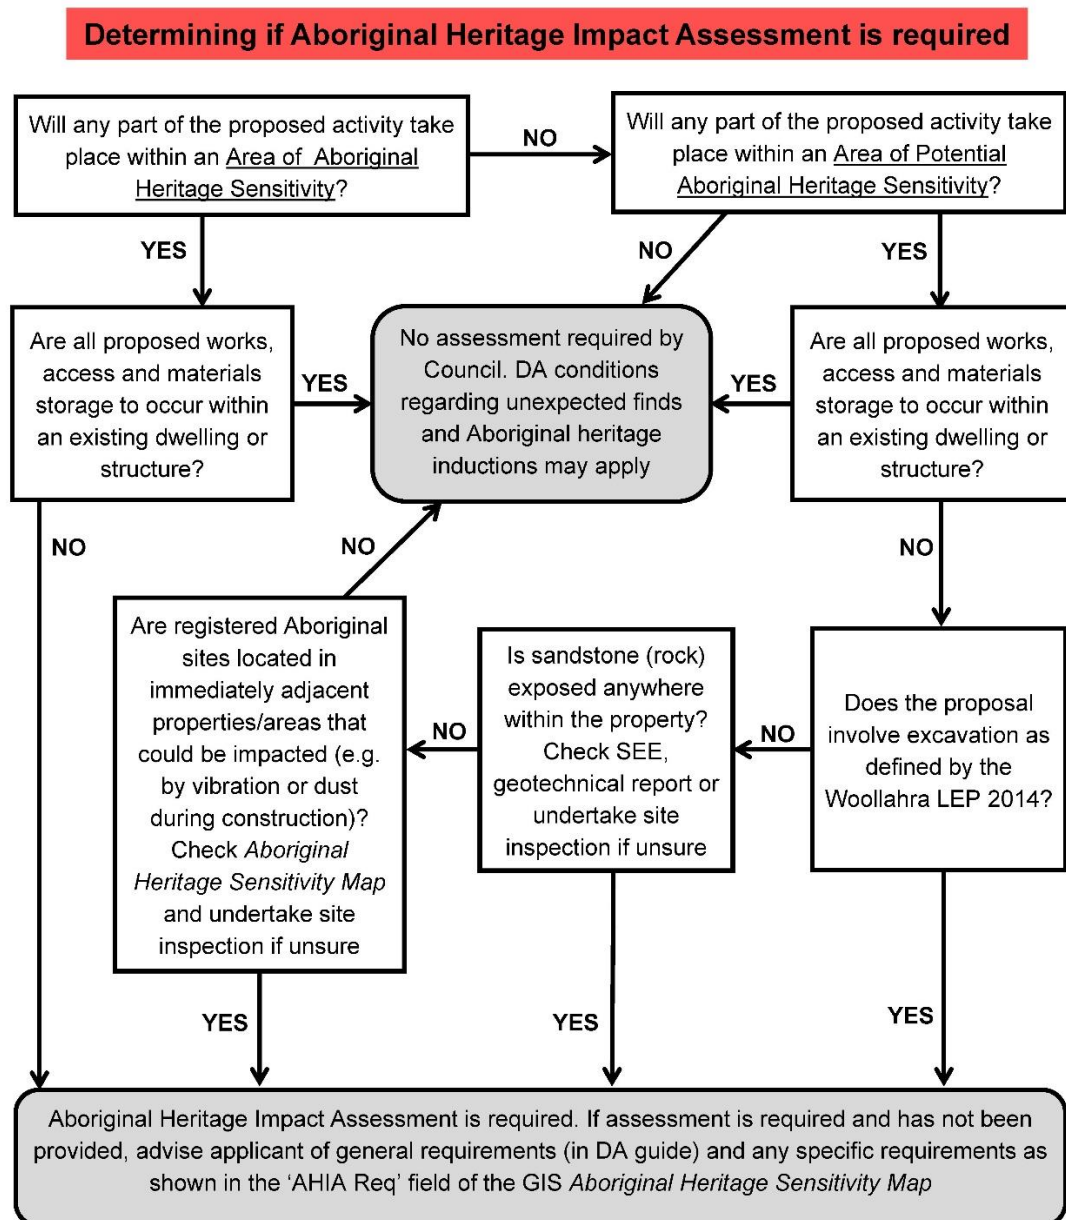 Determining if Aboriginal Heritage Impact Assessment is required
Will any part of the proposed activity take
place within an Area of Aboriginal
Heritage Sensitivity?
NO
Will any part of the proposed activity take
place within an Area of Potential
Aboriginal Heritage Sensitivity?
YES
NO
YES
Are all proposed works,
access and materials
storage to occur within
an existing dwelling or
structure?
YES
No assessment required by
Council. DA conditions
regarding unexpected finds
and Aboriginal heritage
inductions may apply
YES
Are all proposed works,
access and materials
storage to occur within
an existing dwelling or
structure?
NO
NO
NO
Are registered Aboriginal
sites located in
immediately adjacent
properties/areas that
could be impacted (e.g.
by vibration or dust
during construction)?
Check Aboriginal
Heritage Sensitivity Map
and undertake site
inspection if unsure
NO
Is sandstone (rock)
exposed anywhere
within the property?
Check SEE,
geotechnical report or
undertake site
inspection if unsure
NO
Does the proposal
involve excavation as
defined by the
Woollahra LEP 2014?
YES
YES
YES
Aboriginal Heritage Impact Assessment is required. If assessment is required and has not been
provided, advise applicant of general requirements (in DA guide) and any specific requirements as
shown in the ‘AHIA Req’ field of the GIS Aboriginal Heritage Sensitivity Map